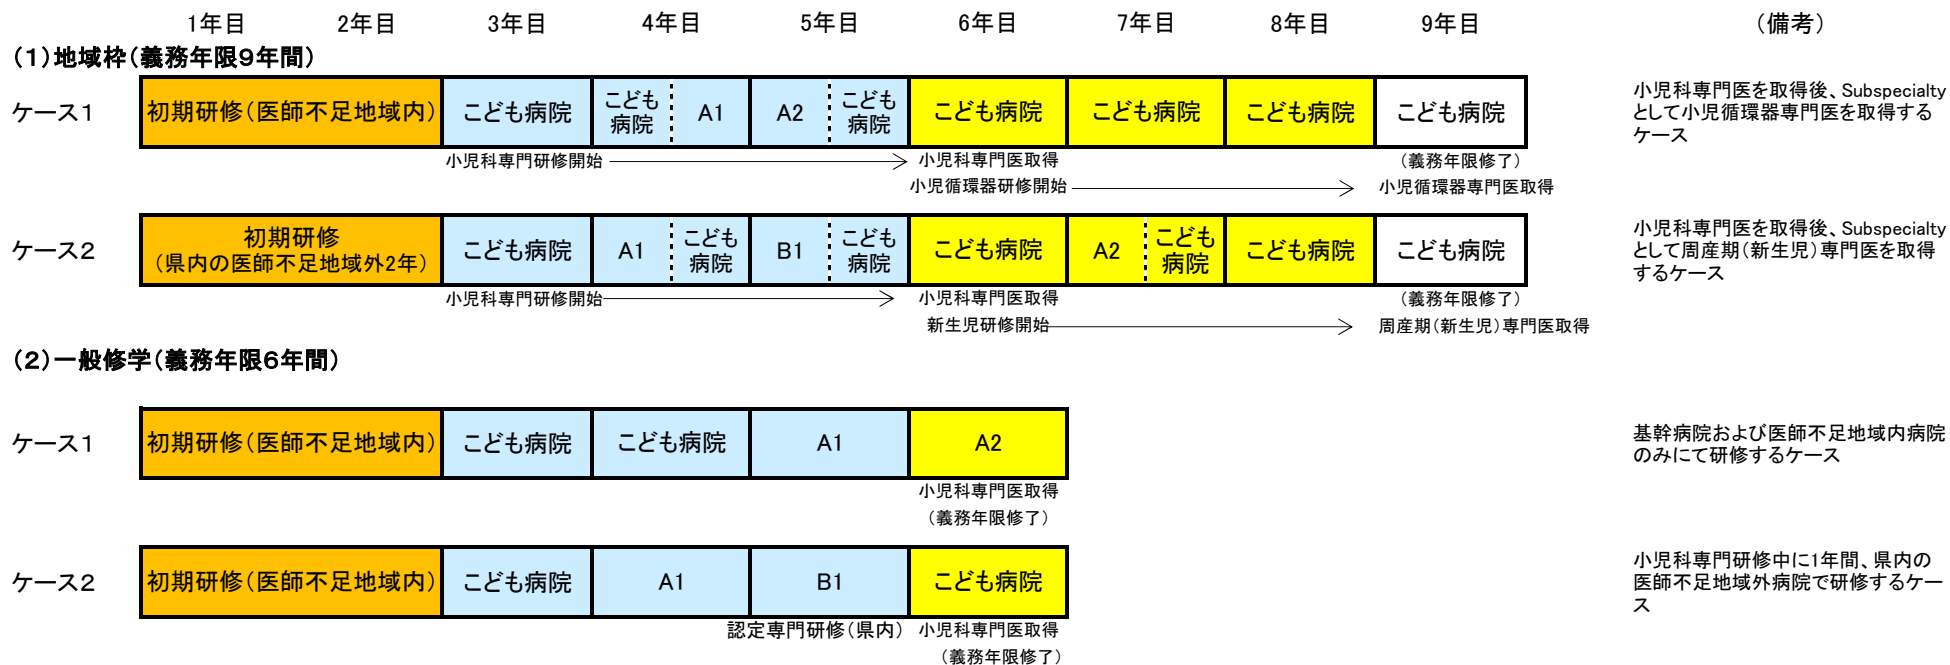 1年目 2年目 3年目 4年目 5年目 6年目 7年目 8年目 9年目 (備考)
(1)地域枠(義務年限9年間)
ケース1
初期研修(医師不足地域内)
こども病院
こども
病院
A1
A2
こども
病院
こども病院
こども病院
こども病院
こども病院
小児科専門医を取得後、Subspecialty
として小児循環器専門医を取得する
ケース
小児科専門研修開始
小児科専門医取得
(義務年限修了)
小児循環器研修開始
小児循環器専門医取得
ケース2
初期研修
(県内の医師不足地域外2年)
こども病院
A1
こども
病院
B1
こども
病院
こども病院
A2
こども
病院
こども病院
こども病院
小児科専門医を取得後、Subspecialty
として周産期(新生児)専門医を取得
するケース
小児科専門研修開始
小児科専門医取得
(義務年限修了)
新生児研修開始
周産期(新生児)専門医取得
(2)一般修学(義務年限6年間)
ケース1
初期研修(医師不足地域内)
こども病院
こども病院
A1
A2
基幹病院および医師不足地域内病院
のみにて研修するケース
小児科専門医取得
(義務年限修了)
ケース2
初期研修(医師不足地域内)
こども病院
A1
B1
こども病院
小児科専門研修中に1年間、県内の
医師不足地域外病院で研修するケー
ス
認定専門研修(県内)
小児科専門医取得
(義務年限修了)